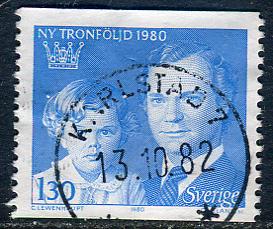 NY TRONFÖLJD 1980
KARLSTAD 7
13.10.82
130
Sverige
C. LEWENHAUPT
1980